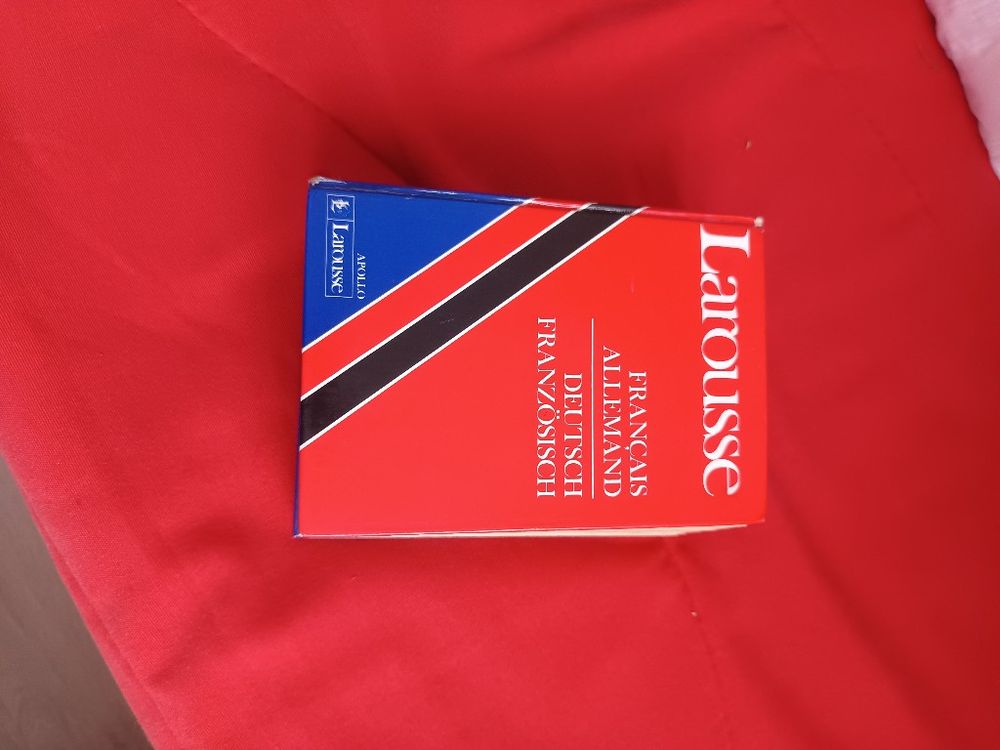 Larousse
FRANÇAIS
ALLEMAND
DEUTSCH
FRANZÖSISCH
APOLLO
Larousse